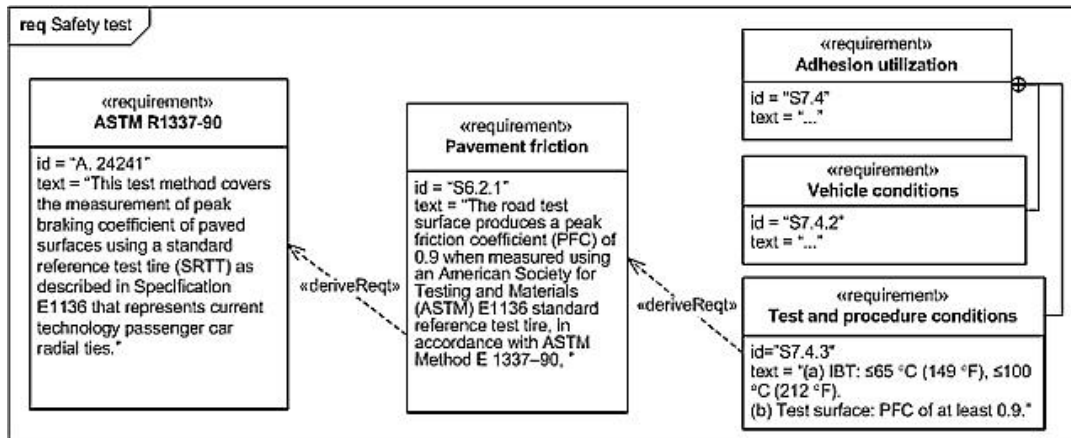 req Safety test
«requirement»
ASTM R1337-90
id = "A. 24241"
text = "This test method covers
the measurement of peak
braking coefficient of paved
surfaces using a standard
reference test tire (SRTT) as
described in Specification
E1136 that represents current
technology passenger car
radial ties."
«deriveReqt»
«requirement»
Pavement friction
id = "S6.2.1"
text = "The road test
surface produces a peak
friction coefficient (PFC) of
0.9 when measured using
an American Society for
Testing and Materials
(ASTM) E1136 standard
reference test tire, in
accordance with ASTM
Method E 1337–90, "
«deriveReqt»
«requirement»
Adhesion utilization
id = "S7.4"
text = "..."
«requirement»
Vehicle conditions
id = "S7.4.2"
text = "..."
«requirement»
Test and procedure conditions
id="S7.4.3"
text = "(a) IBT: ≤65 °C (149 °F), ≤100
°C (212 °F).
(b) Test surface: PFC of at least 0.9."